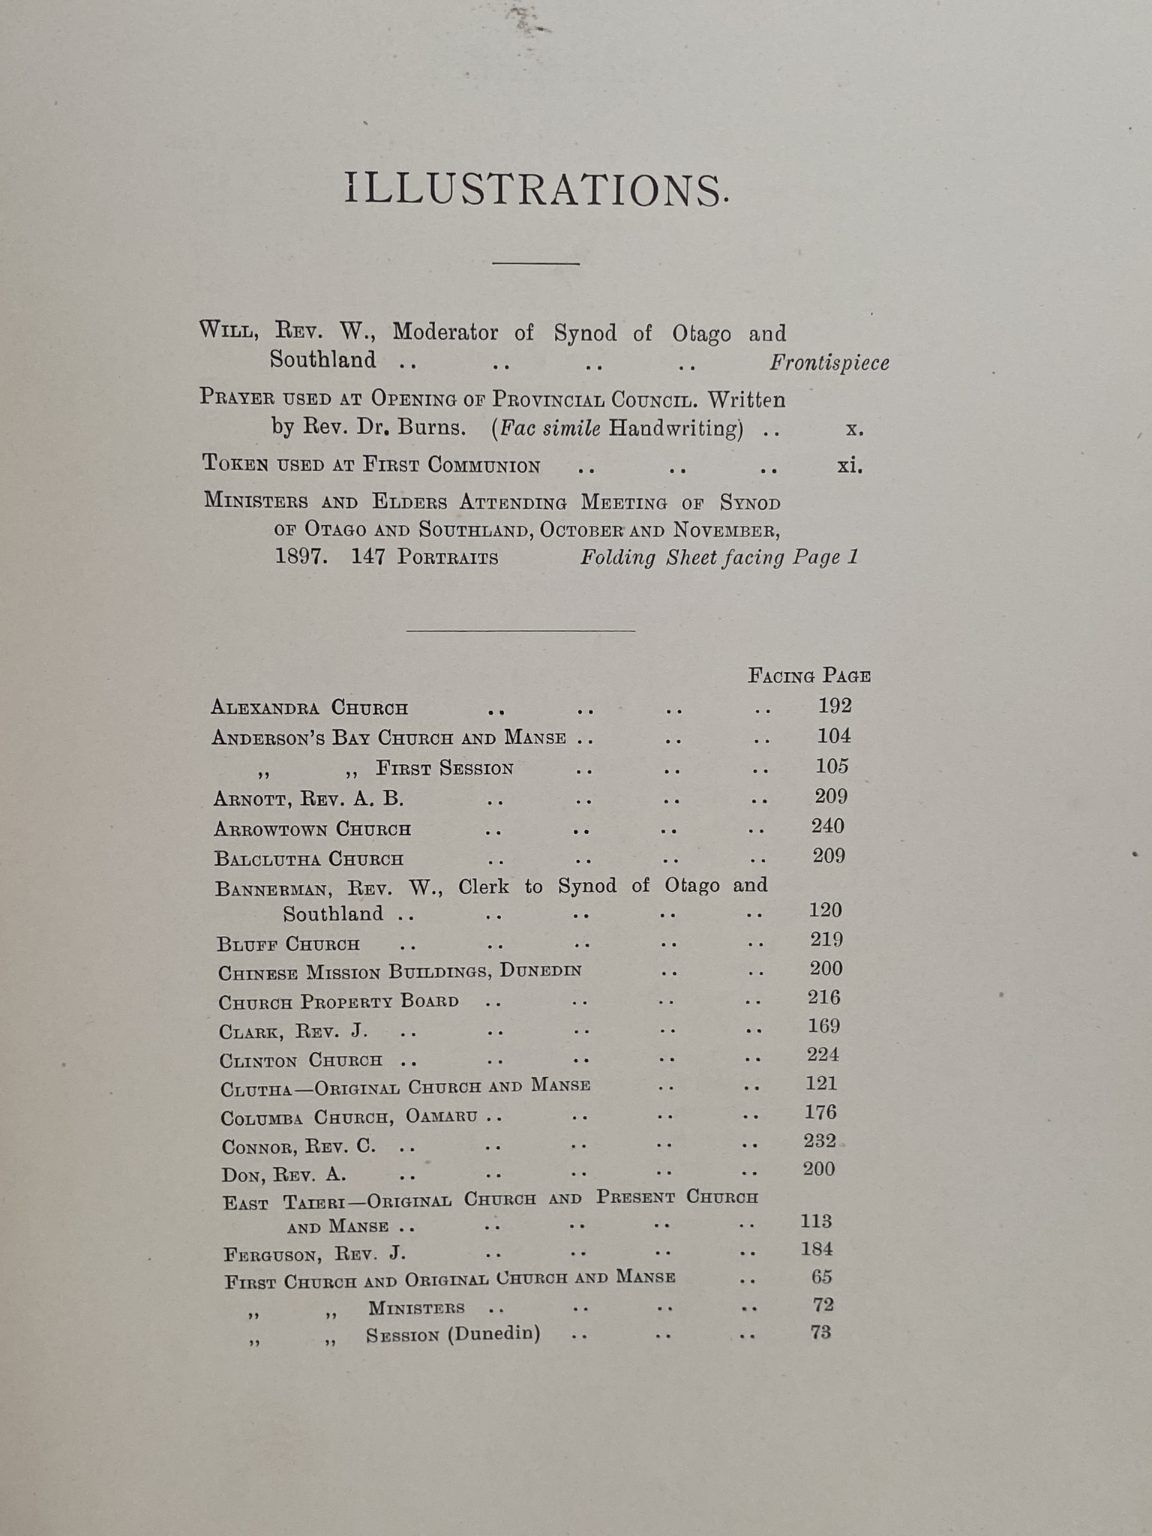 ILLUSTRATIONS.
WILL, REV. W., Moderator of Synod of Otago and
Southland .. .. .. .. Frontispiece
PRAYER USED AT OPENING OF PROVINCIAL COUNCIL. Written
by Rev. Dr. Burns. (Fac simile Handwriting) .. x.
TOKEN USED AT FIRST COMMUNION .. .. .. xi.
MINISTERS AND ELDERS ATTENDING MEETING OF SYNOD
OF OTAGO AND SOUTHLAND, OCTOBER AND NOVEMBER,
1897. 147 PORTRAITS Folding Sheet facing Page 1
FACING PAGE
ALEXANDRA CHURCH .. .. .. .. 192
ANDERSON'S BAY CHURCH AND MANSE .. .. .. 104
,, ,, FIRST SESSION .. .. .. 105
ARNOTT, REV. A. B. .. .. .. .. 209
ARROWTOWN CHURCH .. .. .. .. 240
BALCLUTHA CHURCH .. .. .. .. 209
BANNERMAN, REV. W., Clerk to Synod of Otago and
Southland .. .. .. .. .. 120
BLUFF CHURCH .. .. .. .. .. 219
CHINESE MISSION BUILDINGS, DUNEDIN .. .. 200
CHURCH PROPERTY BOARD .. .. .. .. 216
CLARK, REV. J. .. .. .. .. .. 169
CLINTON CHURCH .. .. .. .. .. 224
CLUTHA—ORIGINAL CHURCH AND MANSE .. .. 121
COLUMBA CHURCH, OAMARU .. .. .. .. 176
CONNOR, REV. C. .. .. .. .. .. 232
DON, REV. A. .. .. .. .. .. 200
EAST TAIERI—ORIGINAL CHURCH AND PRESENT CHURCH
AND MANSE .. .. .. .. .. 113
FERGUSON, REV. J. .. .. .. .. 184
FIRST CHURCH AND ORIGINAL CHURCH AND MANSE .. 65
,, ,, MINISTERS .. .. .. .. 72
,, ,, SESSION (Dunedin) .. .. .. 73